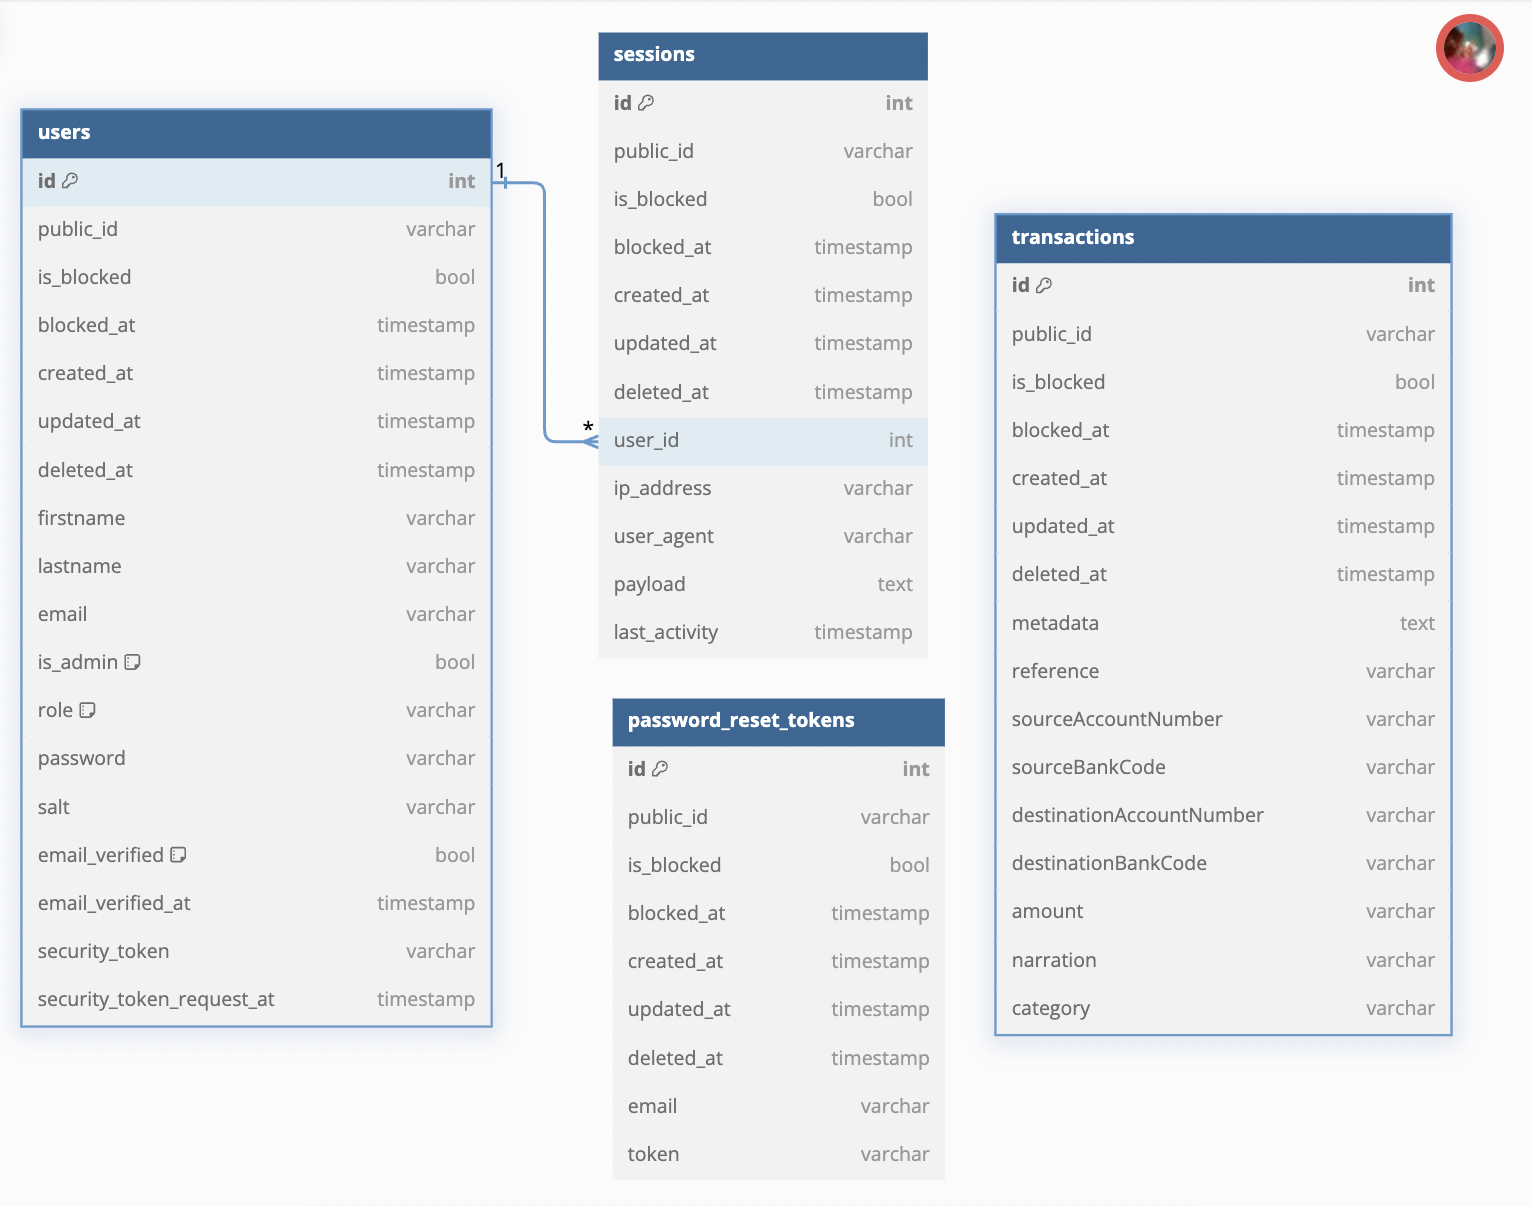 users
id int
public_id varchar
is_blocked bool
blocked_at timestamp
created_at timestamp
updated_at timestamp
deleted_at timestamp
firstname varchar
lastname varchar
email varchar
is_admin bool
role varchar
password varchar
salt varchar
email_verified bool
email_verified_at timestamp
security_token varchar
security_token_request_at timestamp
1
*
sessions
id int
public_id varchar
is_blocked bool
blocked_at timestamp
created_at timestamp
updated_at timestamp
deleted_at timestamp
user_id int
ip_address varchar
user_agent varchar
payload text
last_activity timestamp
password_reset_tokens
id int
public_id varchar
is_blocked bool
blocked_at timestamp
created_at timestamp
updated_at timestamp
deleted_at timestamp
email varchar
token varchar
transactions
id int
public_id varchar
is_blocked bool
blocked_at timestamp
created_at timestamp
updated_at timestamp
deleted_at timestamp
metadata text
reference varchar
sourceAccountNumber varchar
sourceBankCode varchar
destinationAccountNumber varchar
destinationBankCode varchar
amount varchar
narration varchar
category varchar